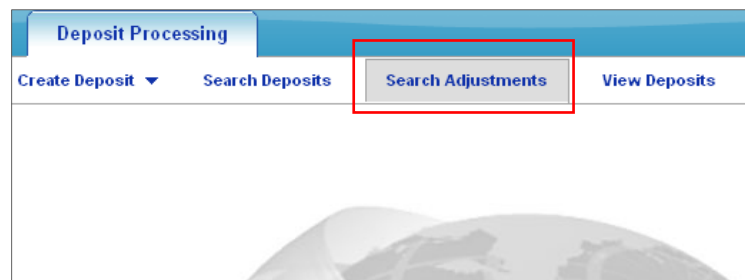 Deposit Processing
Create Deposit Search Deposits Search Adjustments View Deposits